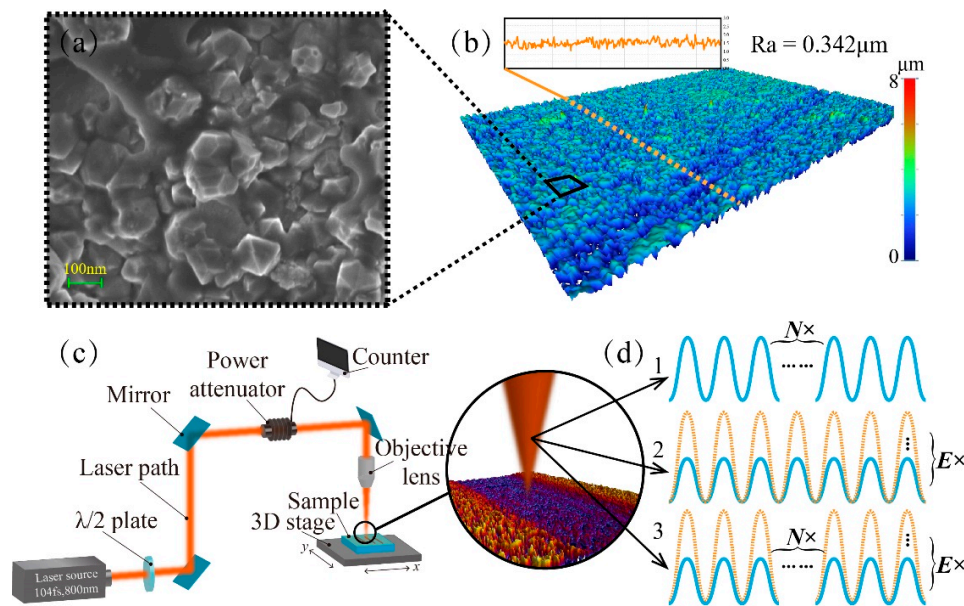 (a)
100nm
(b)
Ra = 0.342μm
μm
8
0
(c)
Counter
Power
attenuator
Mirror
Laser path
λ/2 plate
Laser source
104fs,800nm
Objective
lens
Sample
3D stage
y
x
(d)
1
N×
......
2
E×
3
N×
......
E×